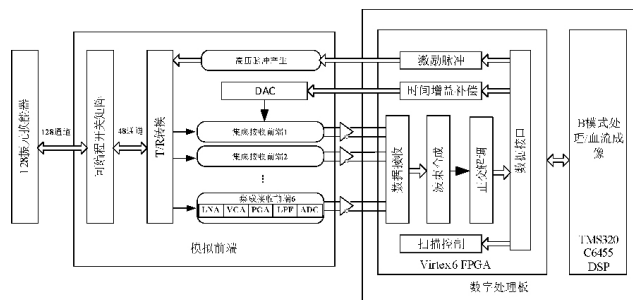 128振元换能器
128通道
可编程开关矩阵
48通道
T/R转换
高压脉冲产生
DAC
集成接收前端1
集成接收前端2
⋮
集成接收前端6
LNA VCA PGA LPF ADC
模拟前端
激励脉冲
时间增益补偿
数据接收
波束合成
正交解调
数据接口
扫描控制
Virtex6 FPGA
数字处理板
B模式处
理/血流成
像
TMS320
C6455
DSP